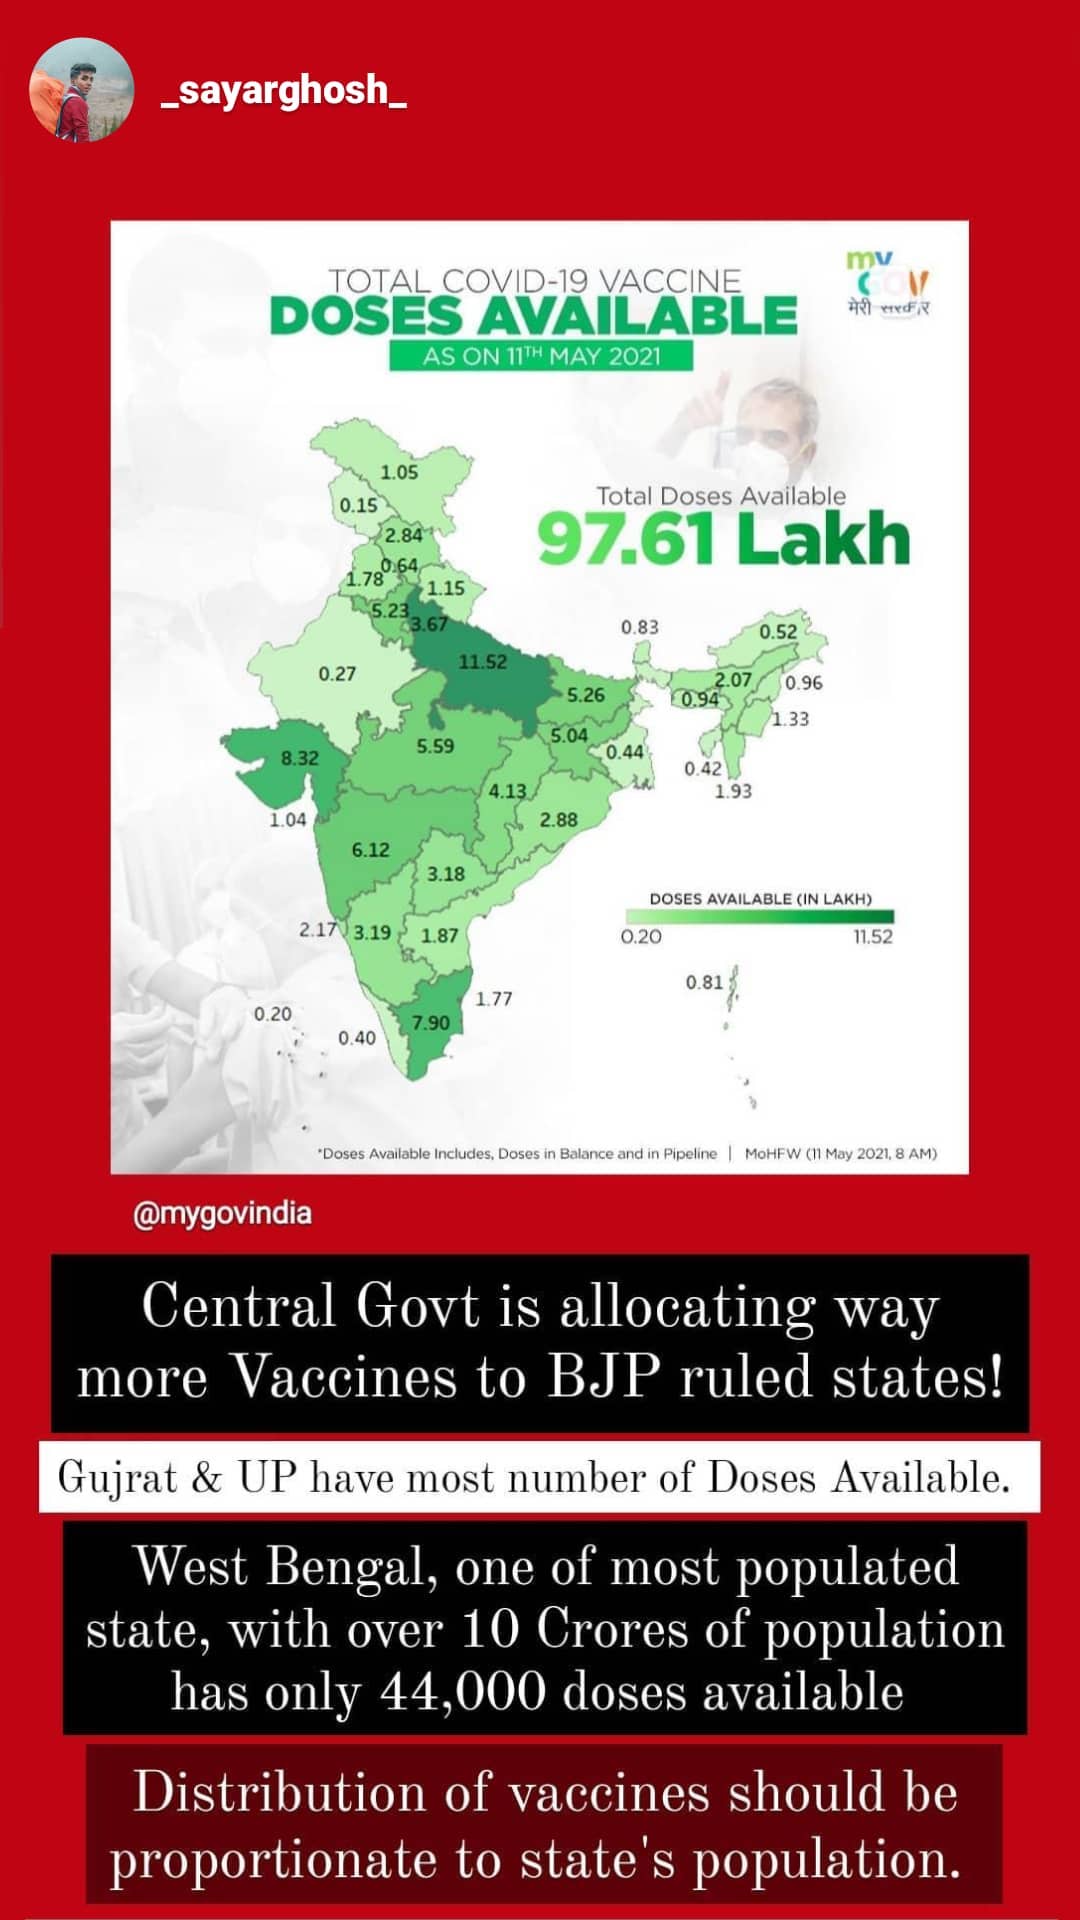 _sayarghosh_
my
GOV
मेरी सरकार
TOTAL COVID-19 VACCINE
DOSES AVAILABLE
AS ON 11TH MAY 2021
Total Doses Available
97.61 Lakh
1.05
0.15
2.84
0.64
1.78
1.15
5.23
3.67
0.83
0.52
11.52
0.27
2.07
0.96
5.26
0.94
1.33
5.04
5.59
0.44
8.32
0.42
4.13
1.93
1.04
2.88
6.12
3.18
DOSES AVAILABLE (IN LAKH)
0.20
11.52
2.17
3.19
1.87
0.81
1.77
0.20
7.90
0.40
*Doses Available Includes, Doses in Balance and in Pipeline | MoHFW (11 May 2021, 8 AM)
@mygovindia
Central Govt is allocating way
more Vaccines to BJP ruled states!
Gujrat & UP have most number of Doses Available.
West Bengal, one of most populated
state, with over 10 Crores of population
has only 44,000 doses available
Distribution of vaccines should be
proportionate to state's population.